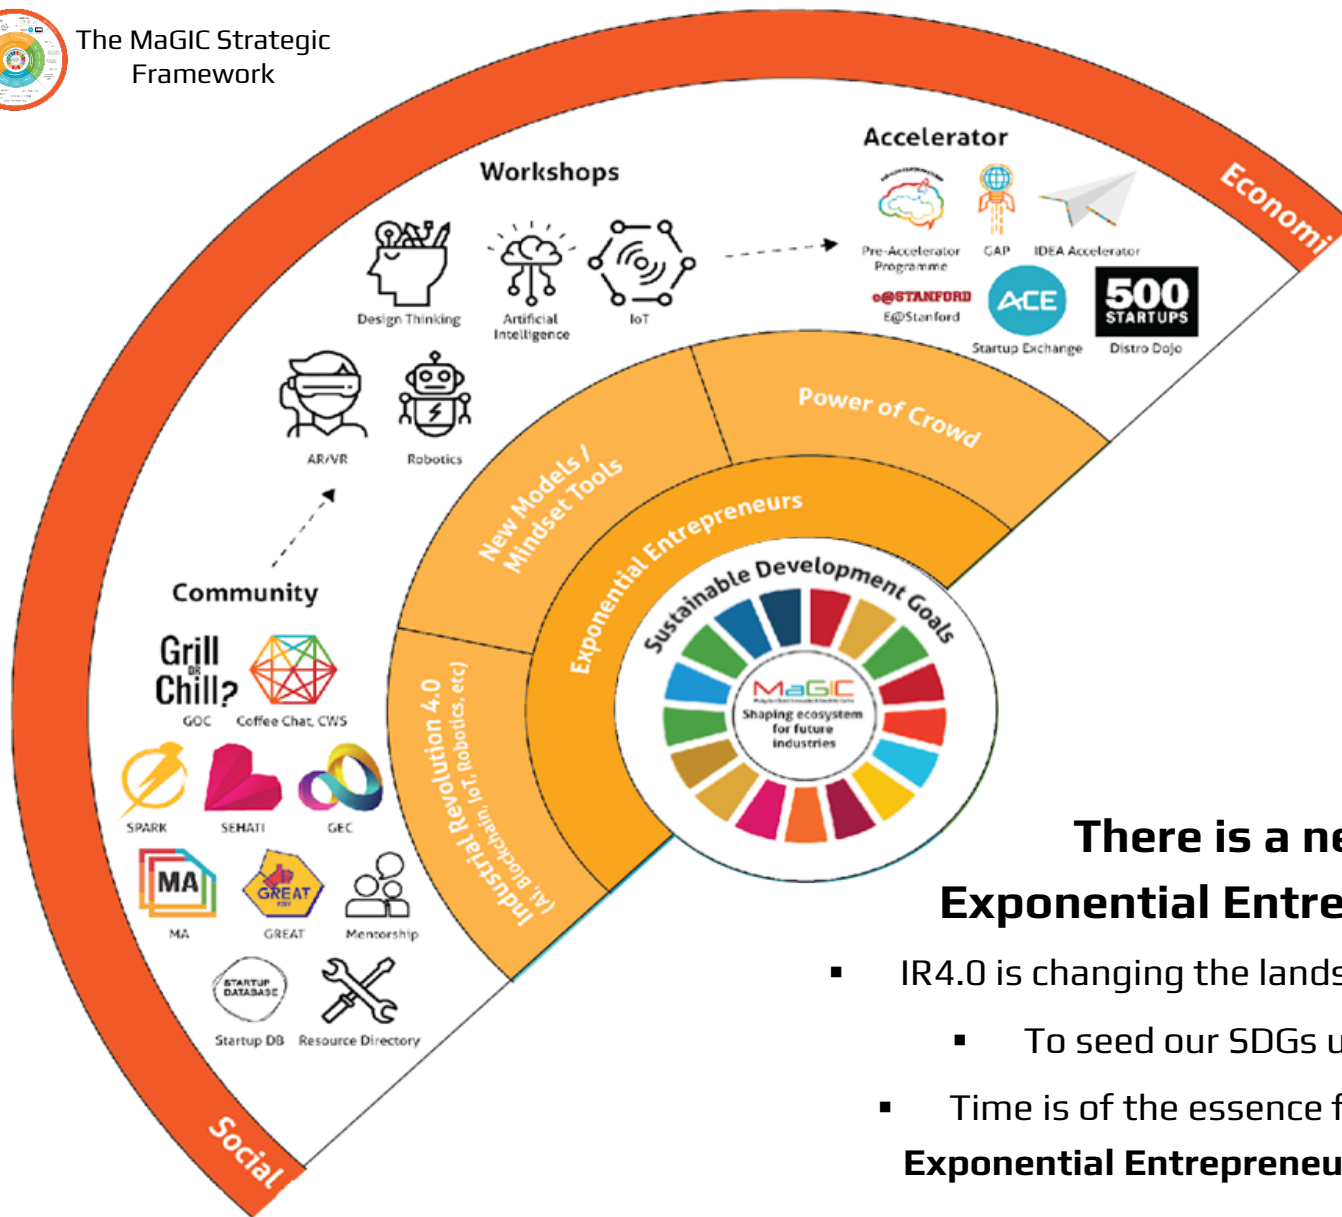 The MaGIC Strategic
Framework
Economi
Accelerator
Pre-Accelerator
Programme
GAP
IDEA Accelerator
e@STANFORD
E@Stanford
ACE
Startup Exchange
500
STARTUPS
Distro Dojo
Workshops
Design Thinking
Artificial
Intelligence
IoT
AR/VR
Robotics
Power of Crowd
New Models /
Mindset Tools
Exponential Entrepreneurs
Industrial Revolution 4.0
(AI, Blockchain, IoT, Robotics, etc)
Sustainable Development Goals
MaGIC
Shaping ecosystem
for future
industries
Community
Grill
OR
Chill?
GOC
Coffee Chat, CWS
SPARK
SEHATI
GEC
MA
MA
GREAT
GREAT
Mentorship
STARTUP
DATABASE
Startup DB
Resource Directory
Social
There is a ne
Exponential Entre
▪ IR4.0 is changing the lands
▪ To seed our SDGs u
▪ Time is of the essence f
Exponential Entrepreneu